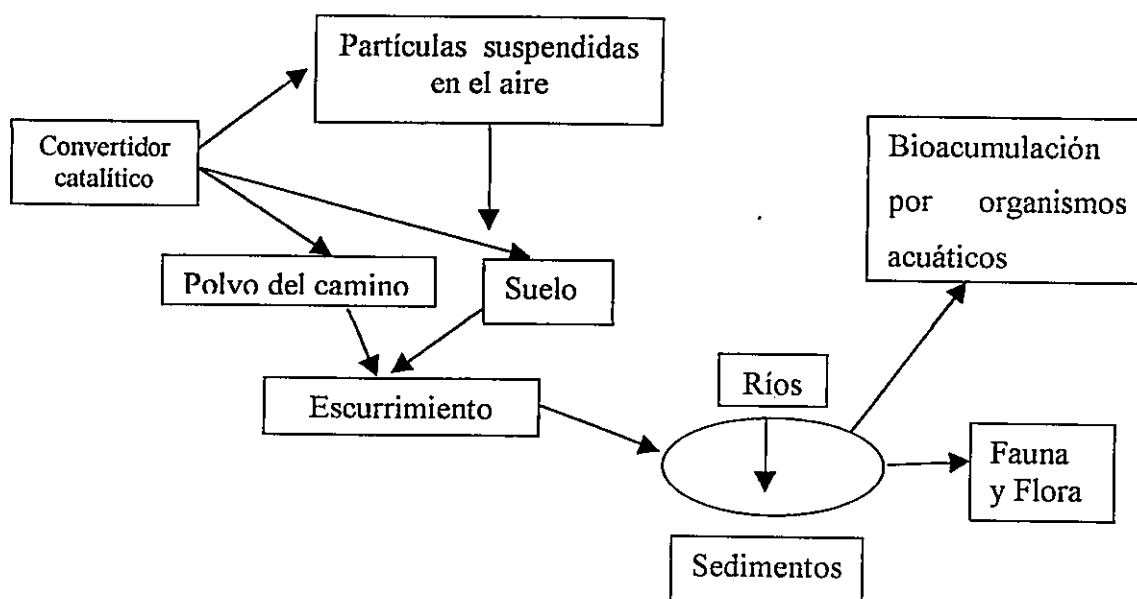 Partículas suspendidas
en el aire
Convertidor
catalítico
Bioacumulación
por organismos
acuáticos
Polvo del camino
Suelo
Escurrimiento
Ríos
Fauna
y Flora
Sedimentos